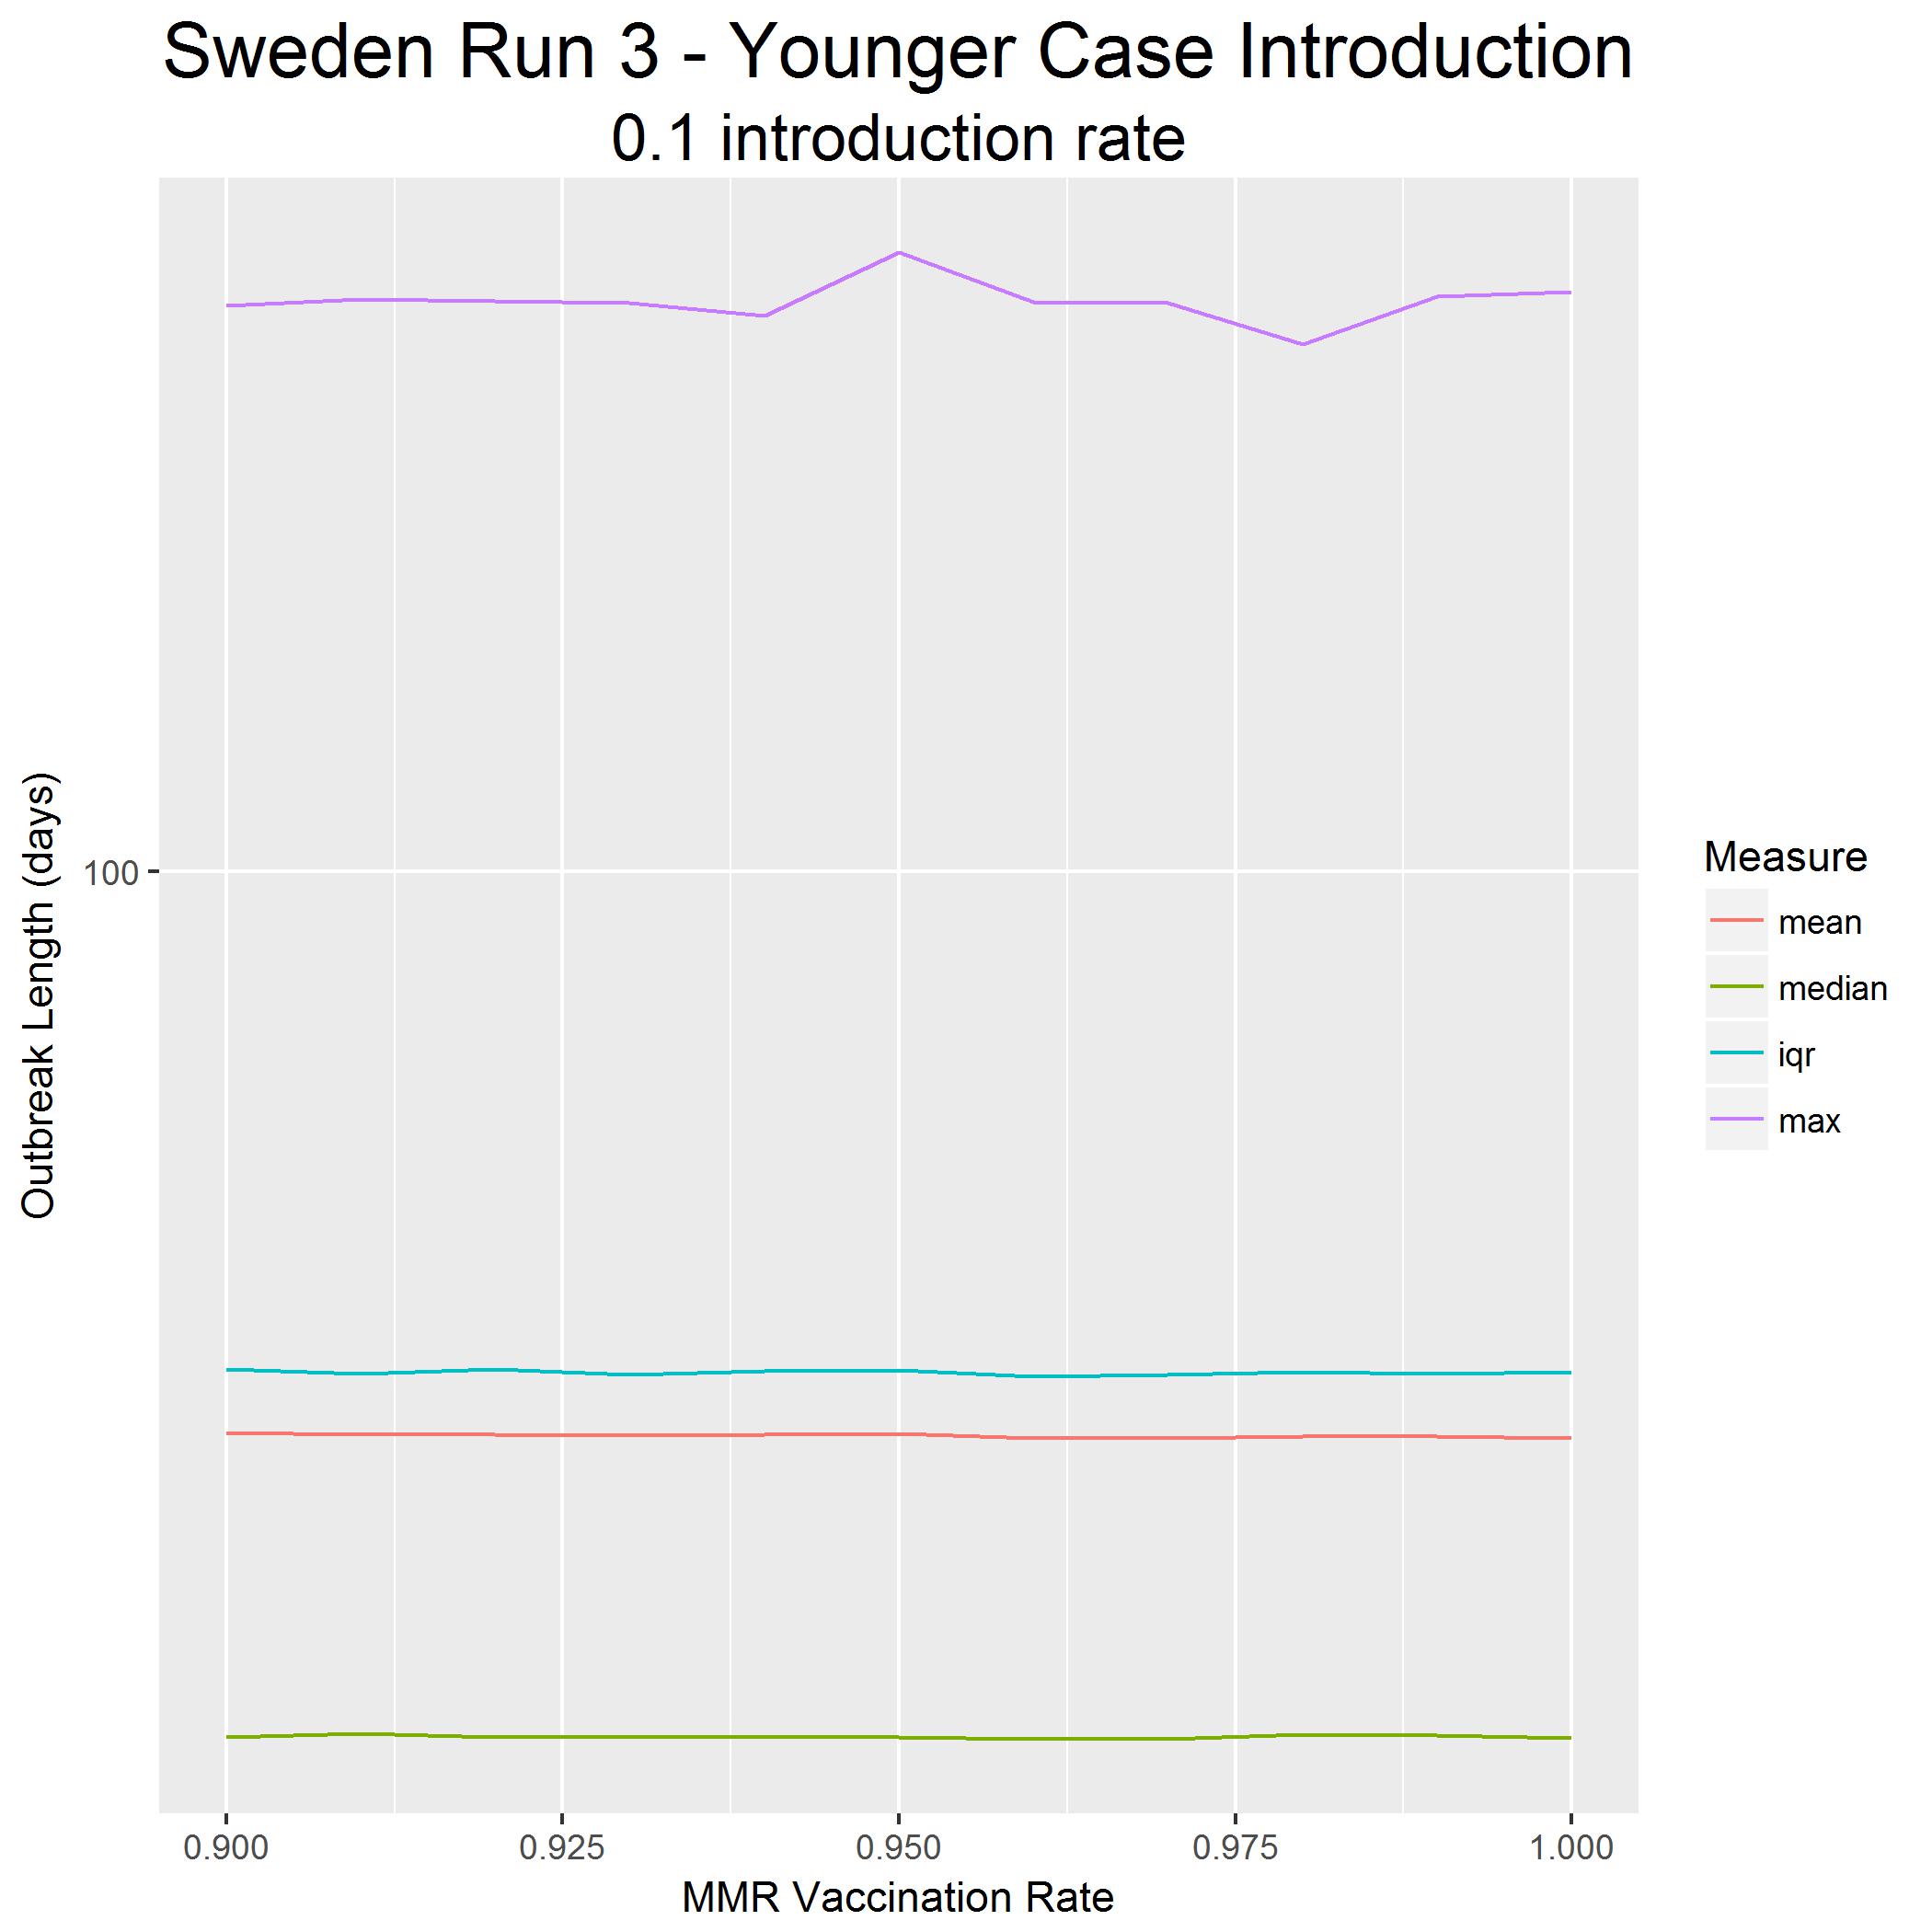 Sweden Run 3 - Younger Case Introduction
0.1 introduction rate
Outbreak Length (days)
100
0.900
0.925
0.950
0.975
1.000
MMR Vaccination Rate
Measure
mean
median
iqr
max